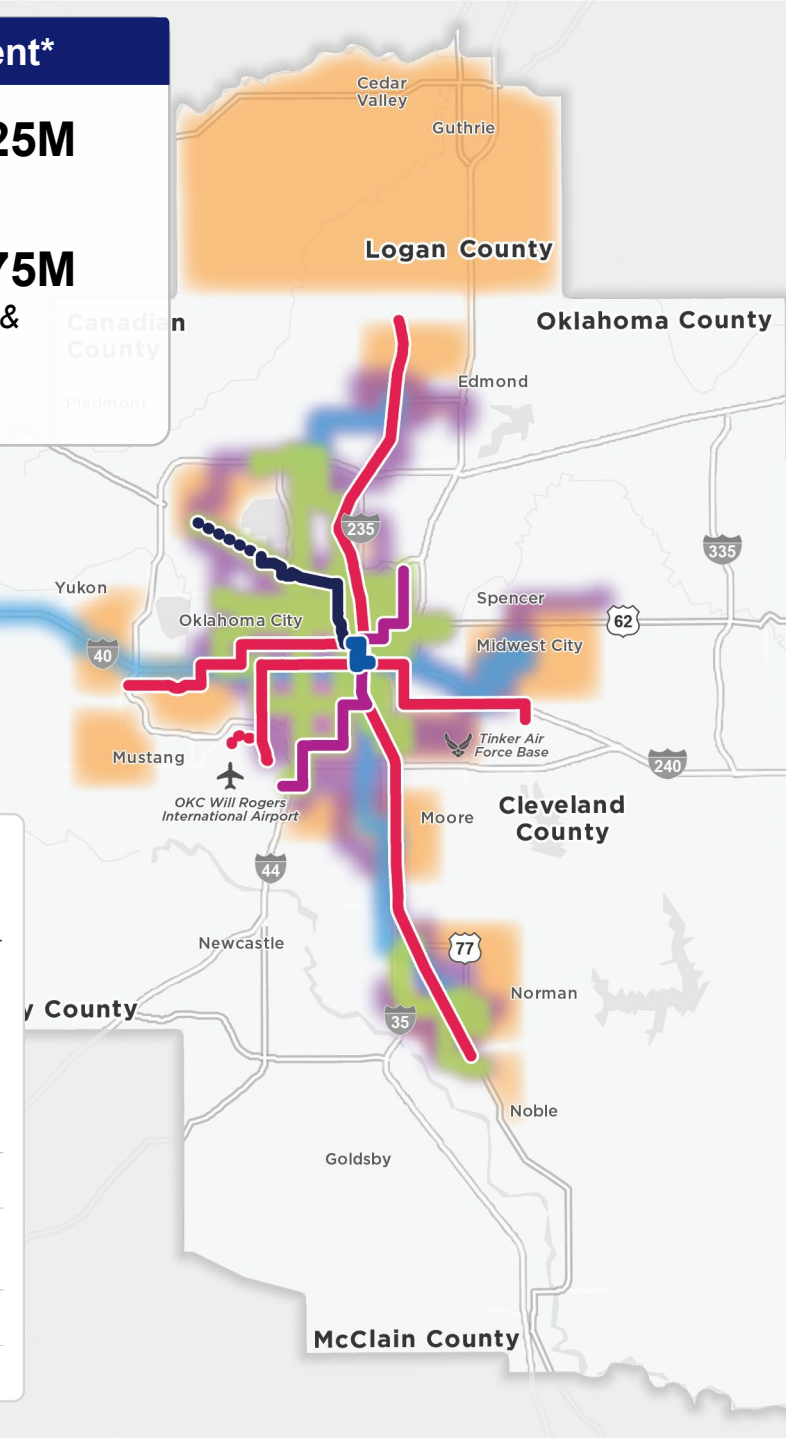 ent*
25M
75M
&
Cedar
Valley
Guthrie
Logan County
Canadian
County
Oklahoma County
Piedmont
Edmond
235
335
Yukon
Spencer
62
Oklahoma City
Midwest City
40
Tinker Air
Force Base
Mustang
240
OKC Will Rogers
International Airport
Cleveland
County
Moore
44
Newcastle
77
Norman
y County
35
Noble
Goldsby
McClain County